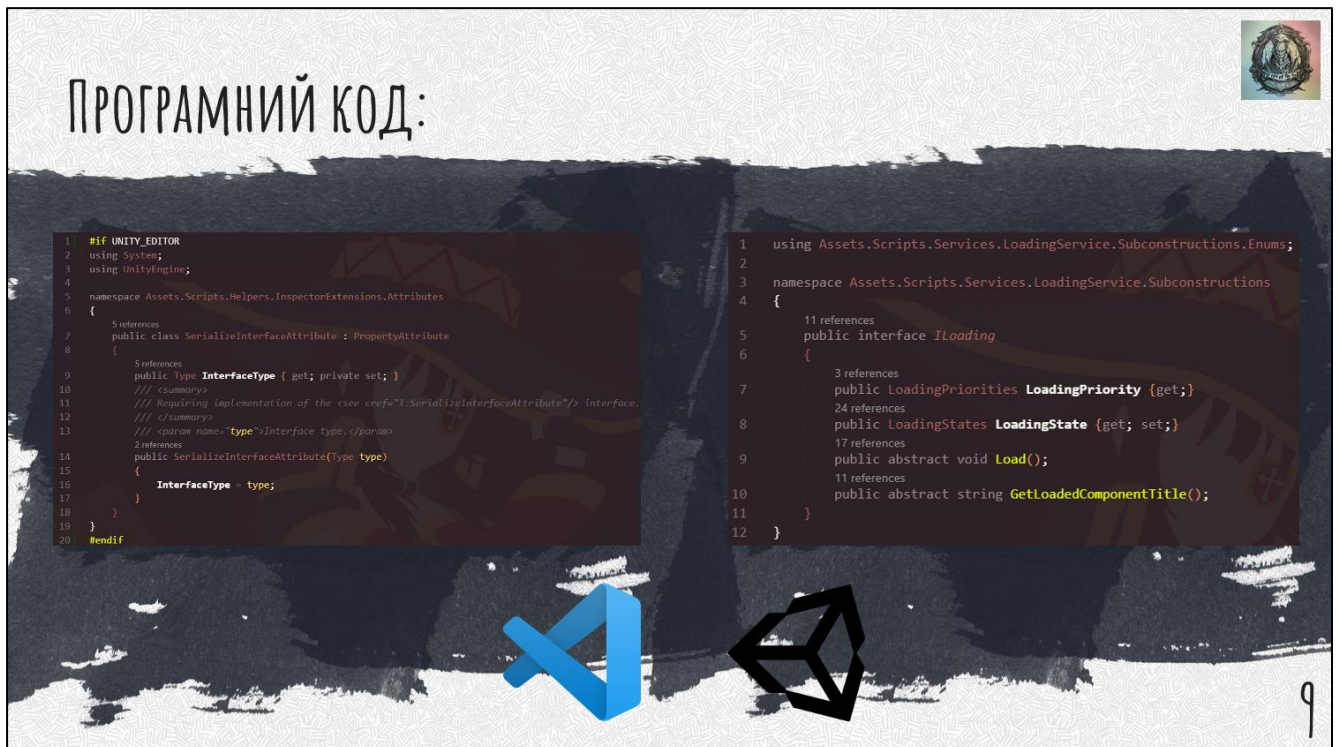 Програмний код:
1 #if UNITY_EDITOR
2 using System;
3 using UnityEngine;
4
5 namespace Assets.Scripts.Helpers.InspectorExtensions.Attributes
6 {
5 references
7 public class SerializeInterfaceAttribute : PropertyAttribute
8 {
5 references
9 public Type InterfaceType { get; private set; }
10 /// <summary>
11 /// Requiring implementation of the <see cref="T:SerializeInterfaceAttribute"/> interface.
12 /// </summary>
13 /// <param name="type">Interface type.</param>
2 references
14 public SerializeInterfaceAttribute(Type type)
15 {
16 InterfaceType = type;
17 }
18 }
19 }
20 #endif
1 using Assets.Scripts.Services.LoadingService.Subconstructions.Enums;
2
3 namespace Assets.Scripts.Services.LoadingService.Subconstructions
4 {
11 references
5 public interface ILoading
6 {
3 references
7 public LoadingPriorities LoadingPriority {get;}
24 references
8 public LoadingStates LoadingState {get; set;}
17 references
9 public abstract void Load();
11 references
10 public abstract string GetLoadedComponentTitle();
11 }
12 }
9